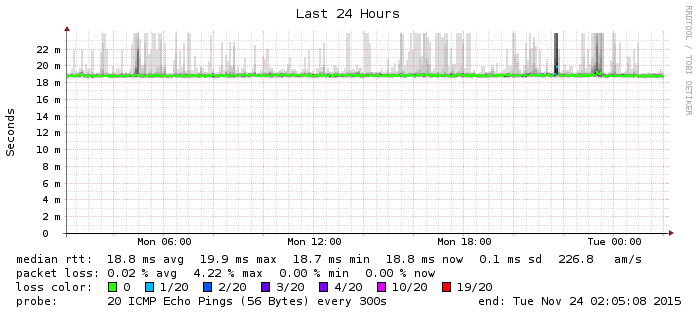 Last 24 Hours
RRDTOOL / TOBI OETIKER
Seconds
22 m
20 m
18 m
16 m
14 m
12 m
10 m
8 m
6 m
4 m
2 m
0
Mon 06:00 Mon 12:00 Mon 18:00 Tue 00:00
median rtt: 18.8 ms avg 19.9 ms max 18.7 ms min 18.8 ms now 0.1 ms sd 226.8 am/s
packet loss: 0.02 % avg 4.22 % max 0.00 % min 0.00 % now
loss color: 0 1/20 2/20 3/20 4/20 10/20 19/20
probe: 20 ICMP Echo Pings (56 Bytes) every 300s end: Tue Nov 24 02:05:08 2015